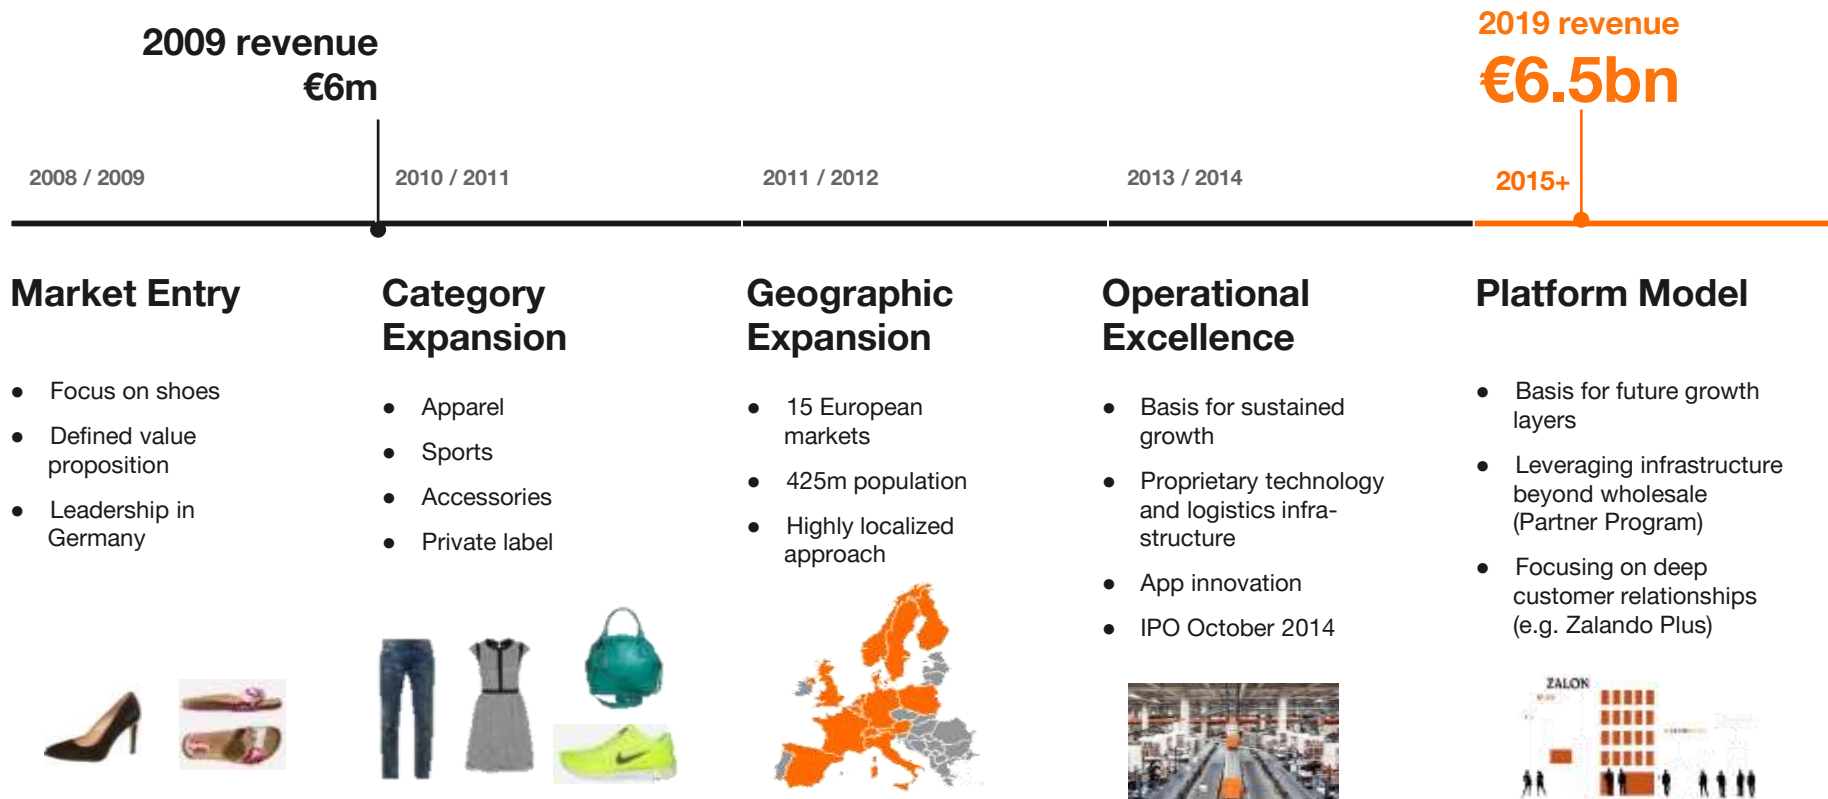 2009 revenue
€6m
2019 revenue
€6.5bn
2008 / 2009
2010 / 2011
2011 / 2012
2013 / 2014
2015+
Market Entry
● Focus on shoes
● Defined value
proposition
● Leadership in
Germany
Category
Expansion
● Apparel
● Sports
● Accessories
● Private label
Geographic
Expansion
● 15 European
markets
● 425m population
● Highly localized
approach
Operational
Excellence
● Basis for sustained
growth
● Proprietary technology
and logistics infra-
structure
● App innovation
● IPO October 2014
Platform Model
● Basis for future growth
layers
● Leveraging infrastructure
beyond wholesale
(Partner Program)
● Focusing on deep
customer relationships
(e.g. Zalando Plus)
ZALON